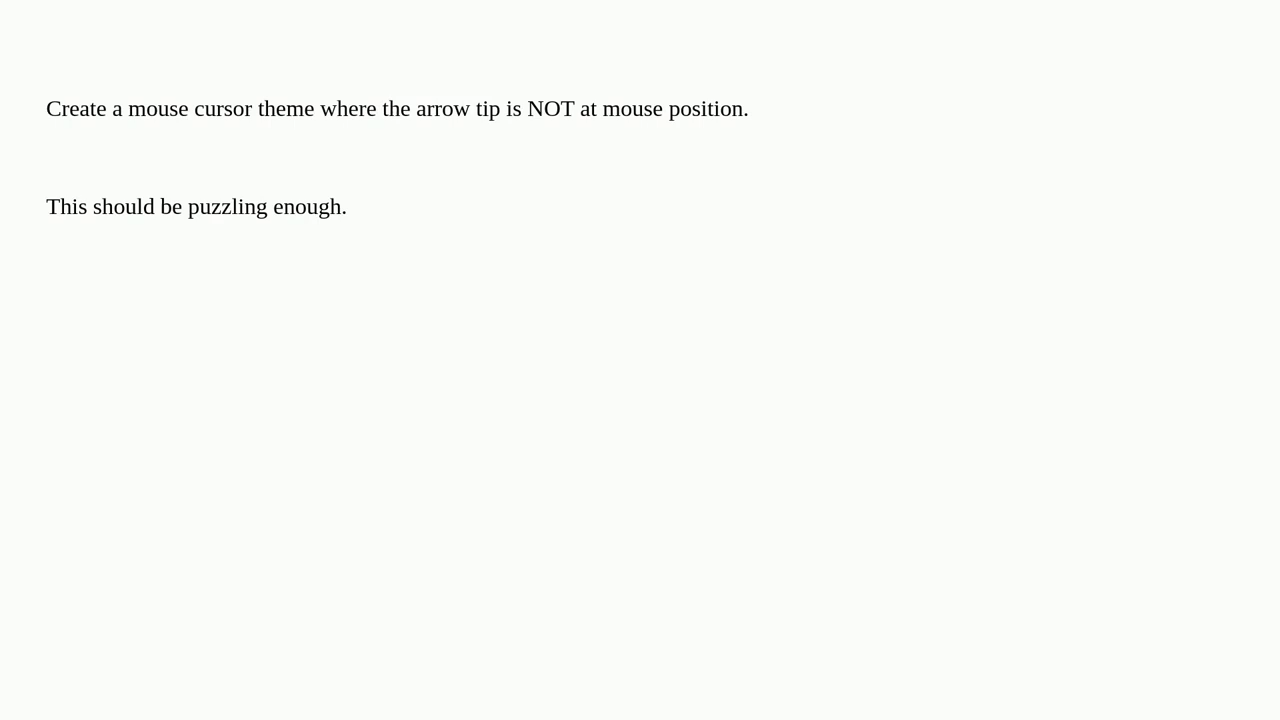 Create a mouse cursor theme where the arrow tip is NOT at mouse position.
This should be puzzling enough.